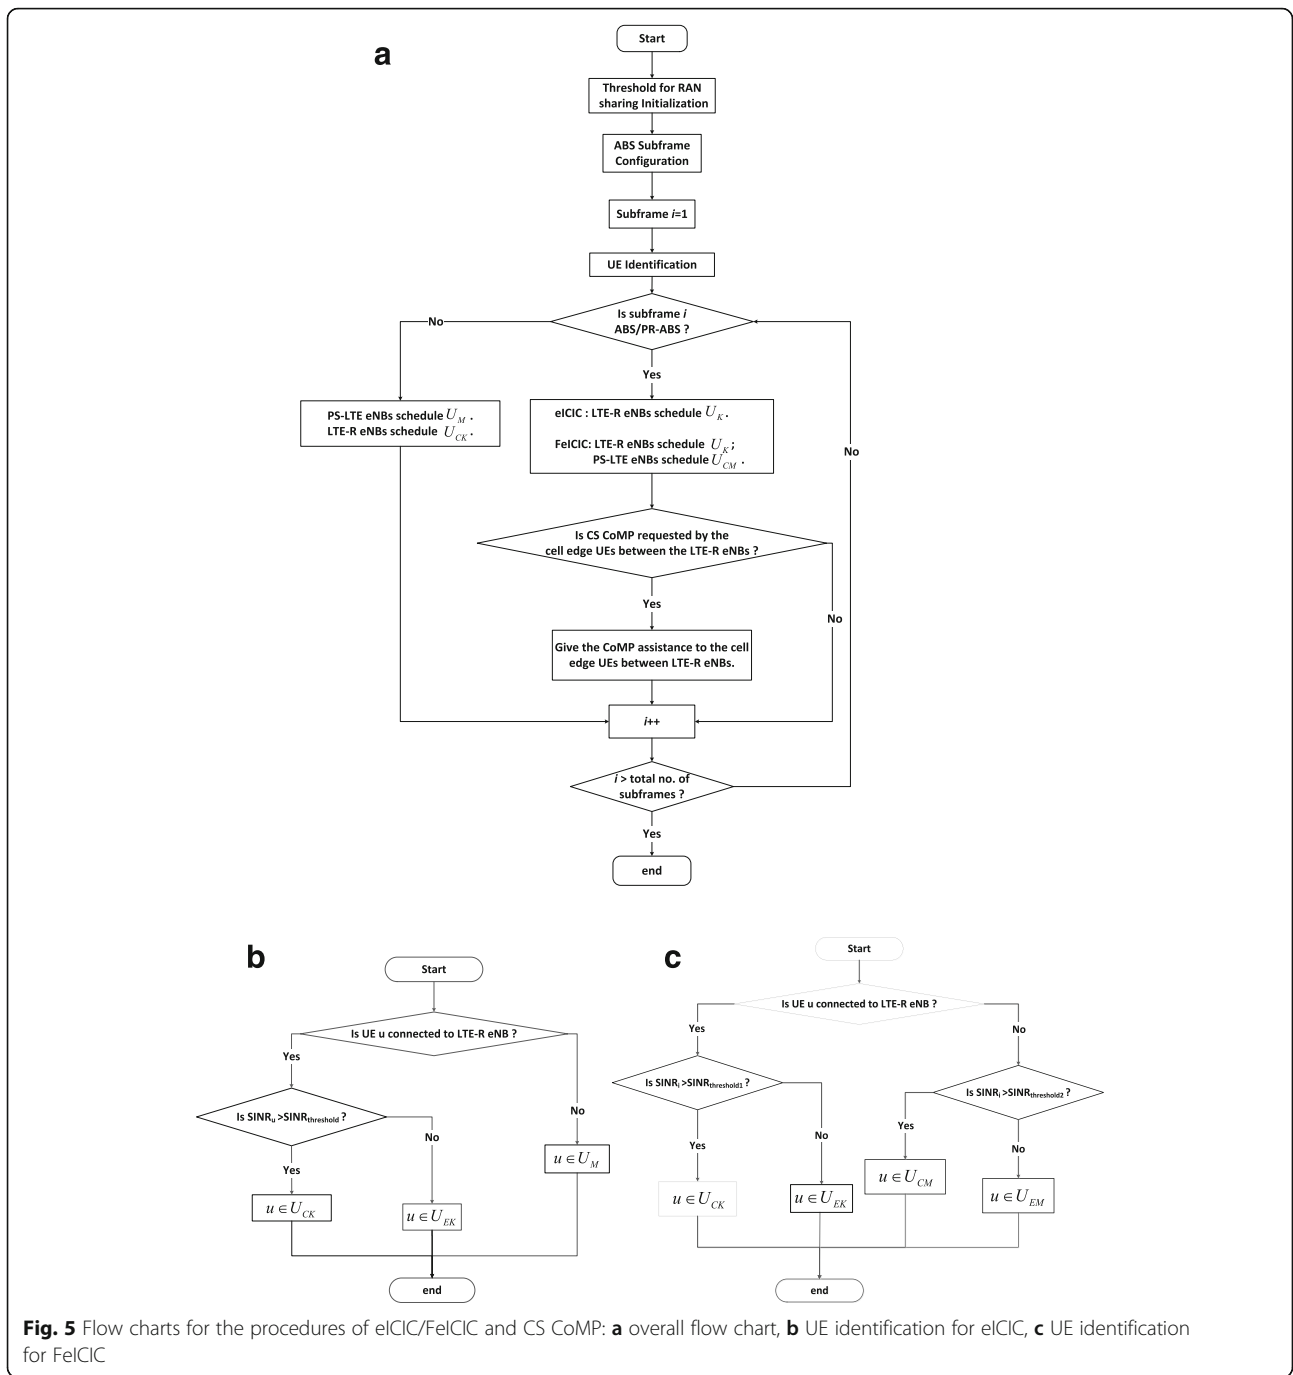 a
Start
Threshold for RAN
sharing Initialization
ABS Subframe
Configuration
Subframe i=1
UE Identification
Is subframe i
ABS/PR-ABS ?
No
Yes
PS-LTE eNBs schedule U_M .
LTE-R eNBs schedule U_CK .
eICIC : LTE-R eNBs schedule U_K .
FeICIC: LTE-R eNBs schedule U_K ;
PS-LTE eNBs schedule U_CM .
No
Is CS CoMP requested by the
cell edge UEs between the LTE-R eNBs ?
Yes
No
Give the CoMP assistance to the cell
edge UEs between LTE-R eNBs.
i++
i > total no. of
subframes ?
Yes
end
b
Start
Is UE u connected to LTE-R eNB ?
Yes
No
Is SINR_u >SINR_threshold ?
No
Yes
u ∈ U_M
u ∈ U_CK
u ∈ U_EK
end
c
Start
Is UE u connected to LTE-R eNB ?
Yes
No
Is SINR_i >SINR_threshold1 ?
Is SINR_i >SINR_threshold2 ?
Yes
No
Yes
No
u ∈ U_CK
u ∈ U_EK
u ∈ U_CM
u ∈ U_EM
end
Fig. 5 Flow charts for the procedures of eICIC/FeICIC and CS CoMP: a overall flow chart, b UE identification for eICIC, c UE identification
for FeICIC